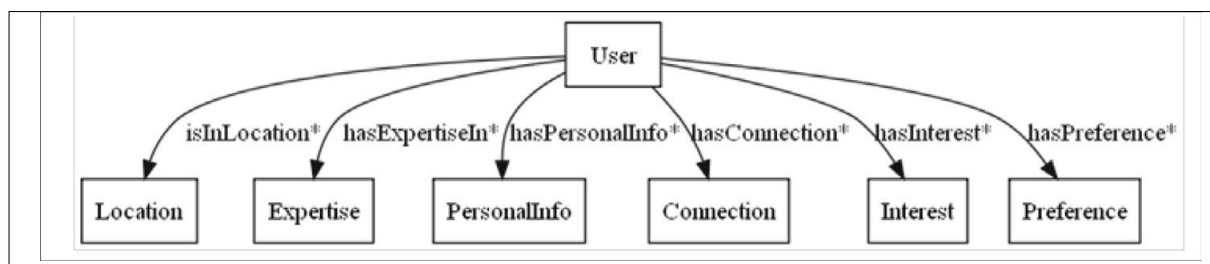 User
isInLocation* hasExpertiseIn* hasPersonalInfo* hasConnection* hasInterest* hasPreference*
Location Expertise PersonalInfo Connection Interest Preference